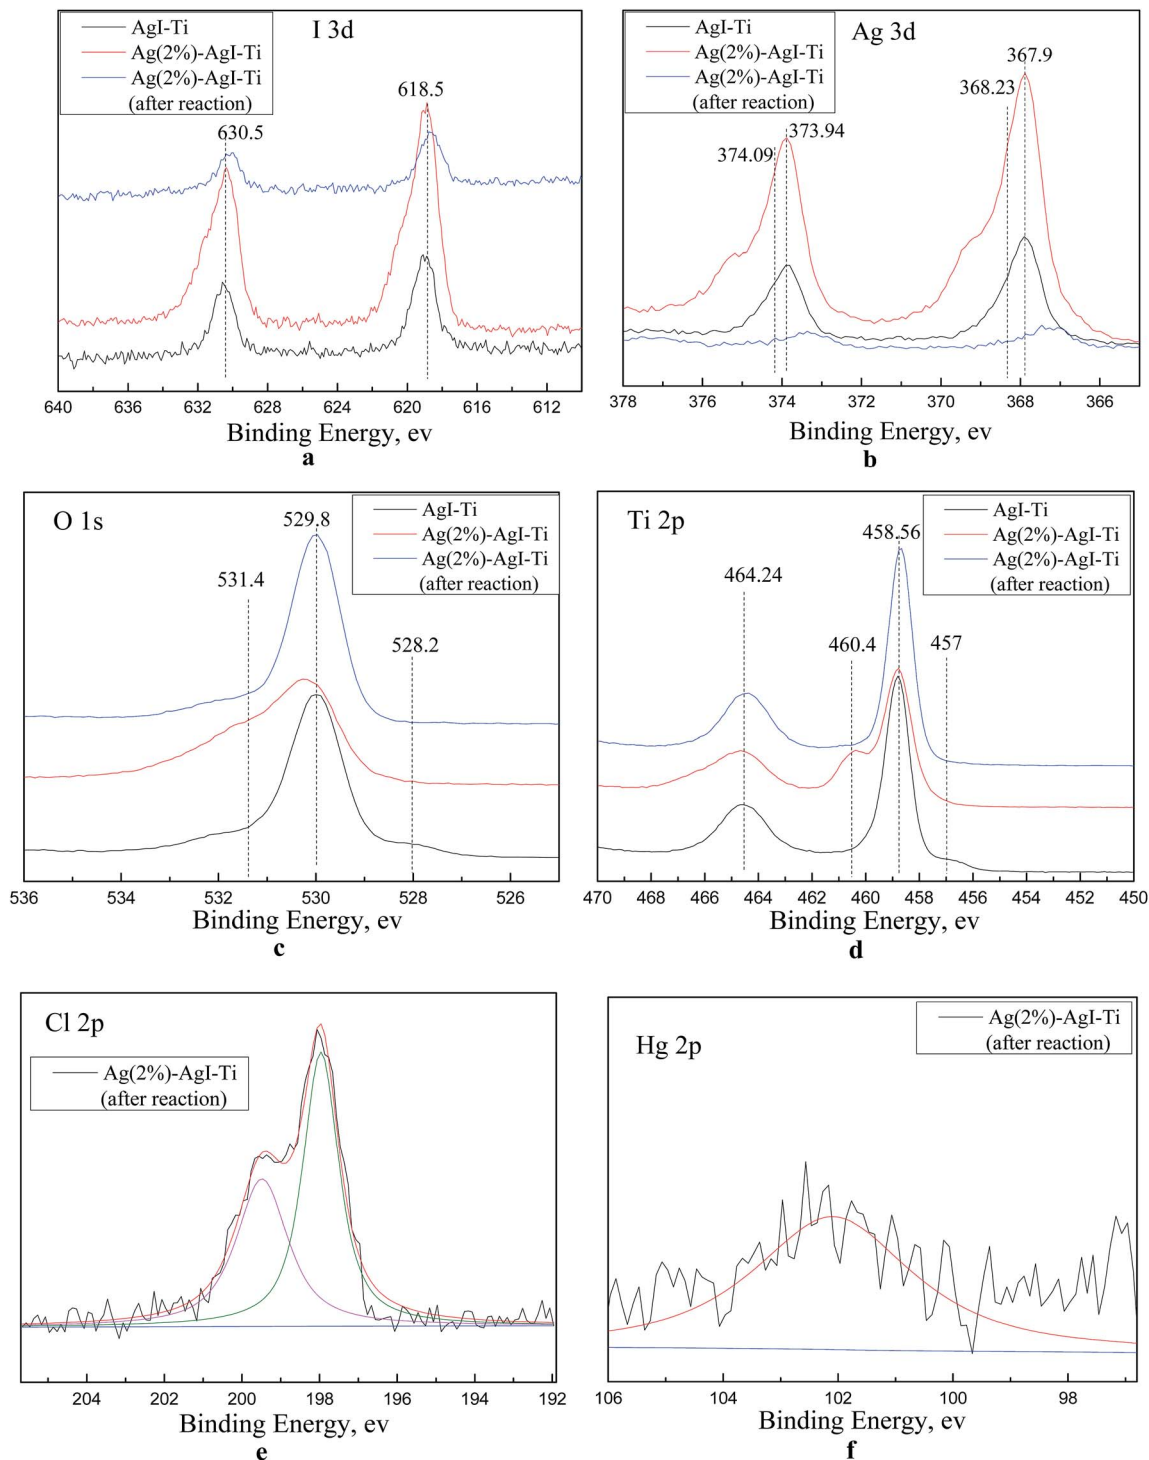 AgI-Ti
Ag(2%)-AgI-Ti
Ag(2%)-AgI-Ti
(after reaction)
I 3d
618.5
630.5
640 636 632 628 624 620 616 612
Binding Energy, ev
a
AgI-Ti
Ag(2%)-AgI-Ti
Ag(2%)-AgI-Ti
(after reaction)
Ag 3d
367.9
368.23
373.94
374.09
378 376 374 372 370 368 366
Binding Energy, ev
b
O 1s
AgI-Ti
Ag(2%)-AgI-Ti
Ag(2%)-AgI-Ti
(after reaction)
529.8
531.4
528.2
536 534 532 530 528 526
Binding Energy, ev
c
Ti 2p
AgI-Ti
Ag(2%)-AgI-Ti
Ag(2%)-AgI-Ti
(after reaction)
458.56
464.24
460.4
457
470 468 466 464 462 460 458 456 454 452 450
Binding Energy, ev
d
Cl 2p
Ag(2%)-AgI-Ti
(after reaction)
204 202 200 198 196 194 192
Binding Energy, ev
e
Hg 2p
Ag(2%)-AgI-Ti
(after reaction)
106 104 102 100 98
Binding Energy, ev
f